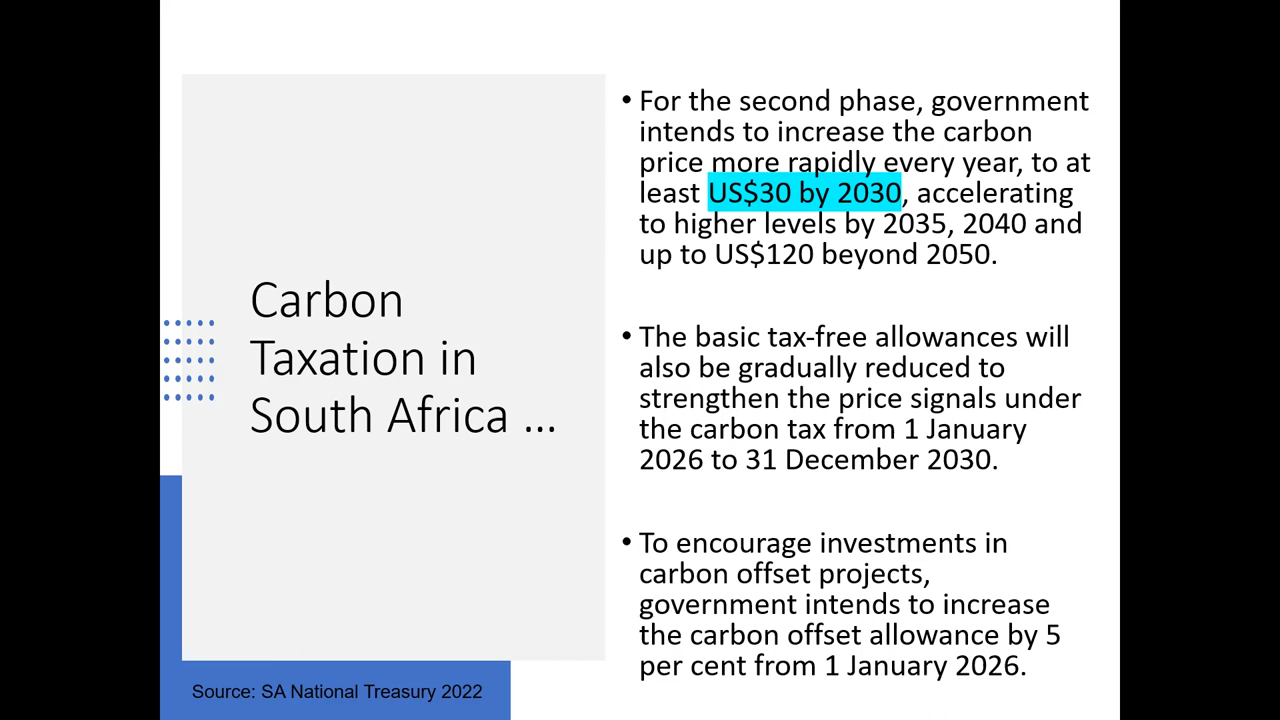 Carbon
Taxation in
South Africa ...
• For the second phase, government
intends to increase the carbon
price more rapidly every year, to at
least US$30 by 2030, accelerating
to higher levels by 2035, 2040 and
up to US$120 beyond 2050.
• The basic tax-free allowances will
also be gradually reduced to
strengthen the price signals under
the carbon tax from 1 January
2026 to 31 December 2030.
• To encourage investments in
carbon offset projects,
government intends to increase
the carbon offset allowance by 5
per cent from 1 January 2026.
Source: SA National Treasury 2022